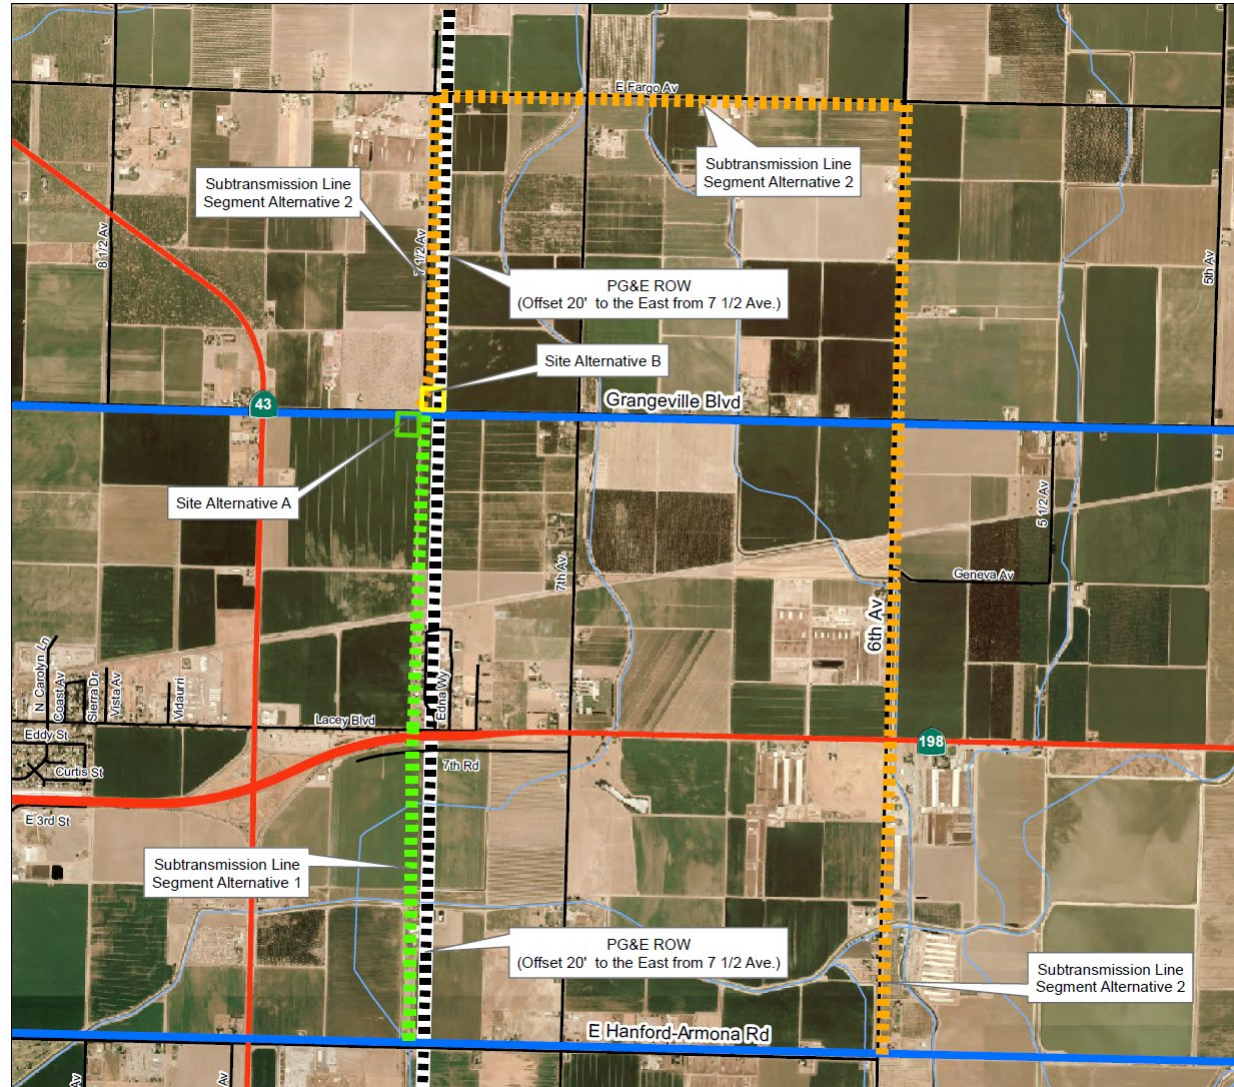 E Fargo Av
Subtransmission Line
Segment Alternative 2
Subtransmission Line
Segment Alternative 2
8 1/2 Av
7 1/2 Av
5th Av
PG&E ROW
(Offset 20' to the East from 7 1/2 Ave.)
Site Alternative B
43
Grangeville Blvd
Site Alternative A
5 1/2 Av
7th Av
Geneva Av
6th Av
N Carolyn Ln
Coast Av
Sierra Dr
Vista Av
Vidaurri
Edna Wy
Lacey Blvd
Eddy St
198
Curtis St
7th Rd
E 3rd St
Subtransmission Line
Segment Alternative 1
PG&E ROW
(Offset 20' to the East from 7 1/2 Ave.)
Subtransmission Line
Segment Alternative 2
E Hanford-Armona Rd
Av
Av